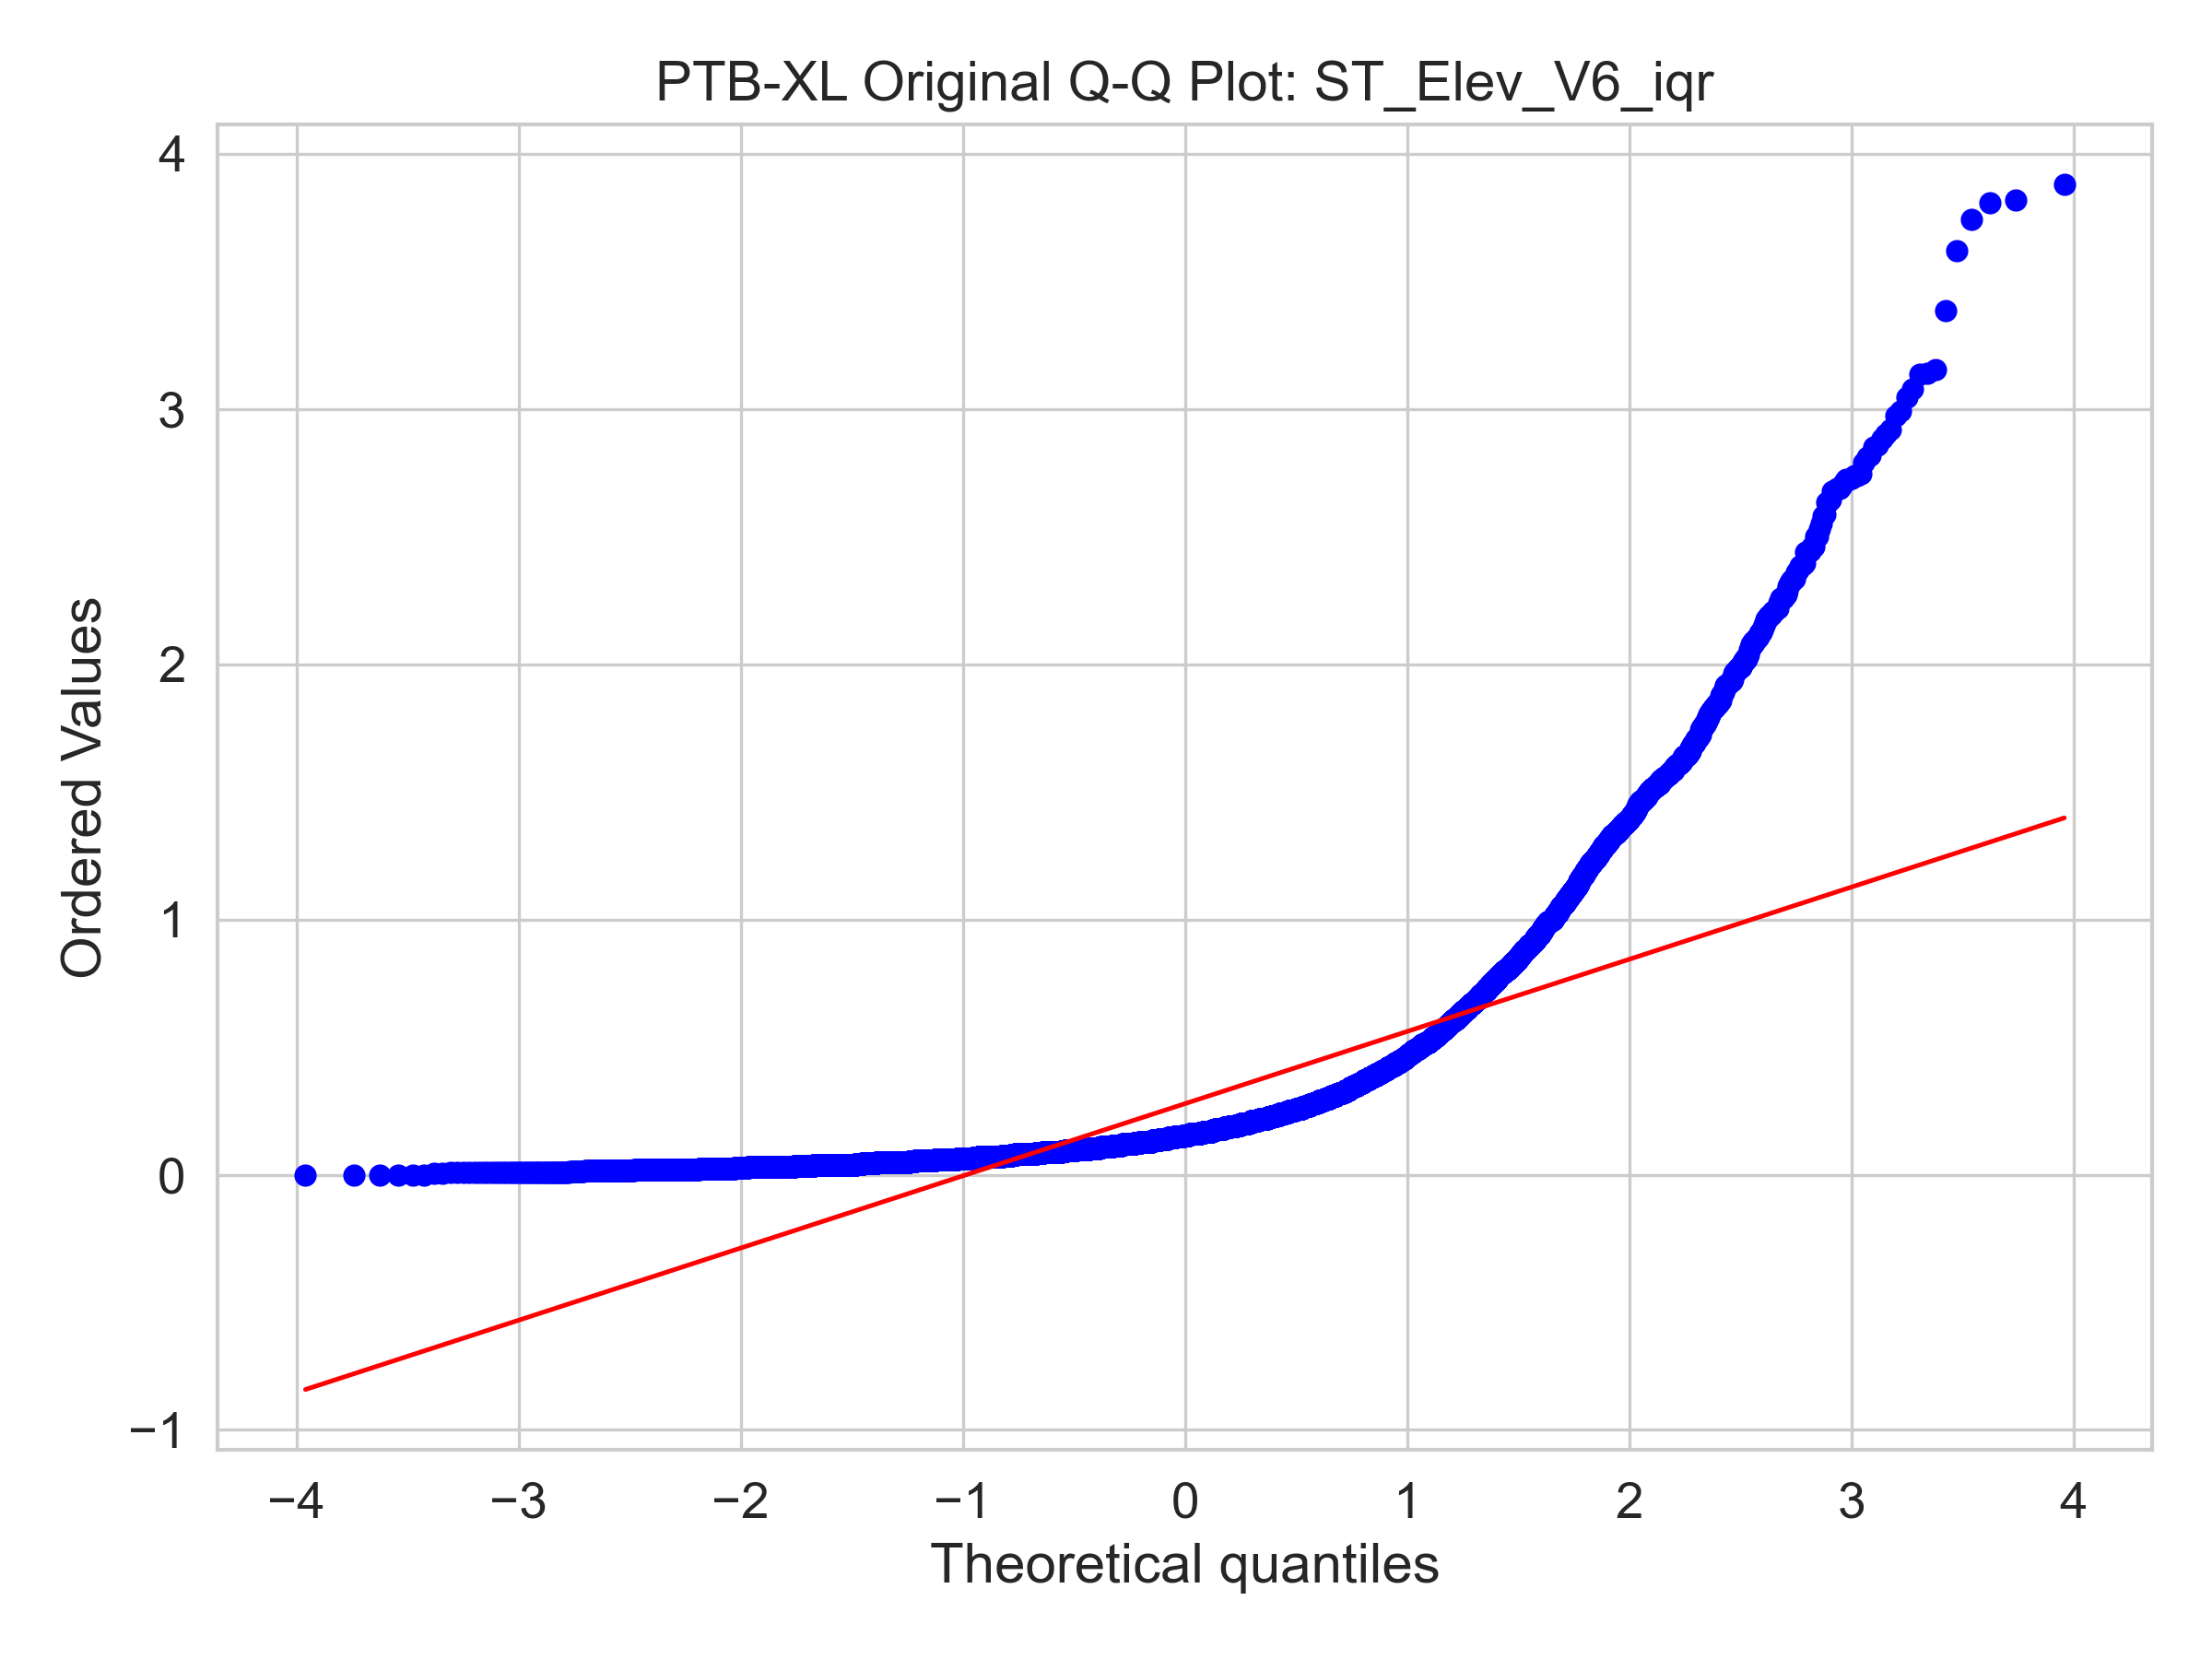 PTB-XL Original Q-Q Plot: ST_Elev_V6_iqr
4
3
2
1
0
−1
Ordered Values
−4 −3 −2 −1 0 1 2 3 4
Theoretical quantiles